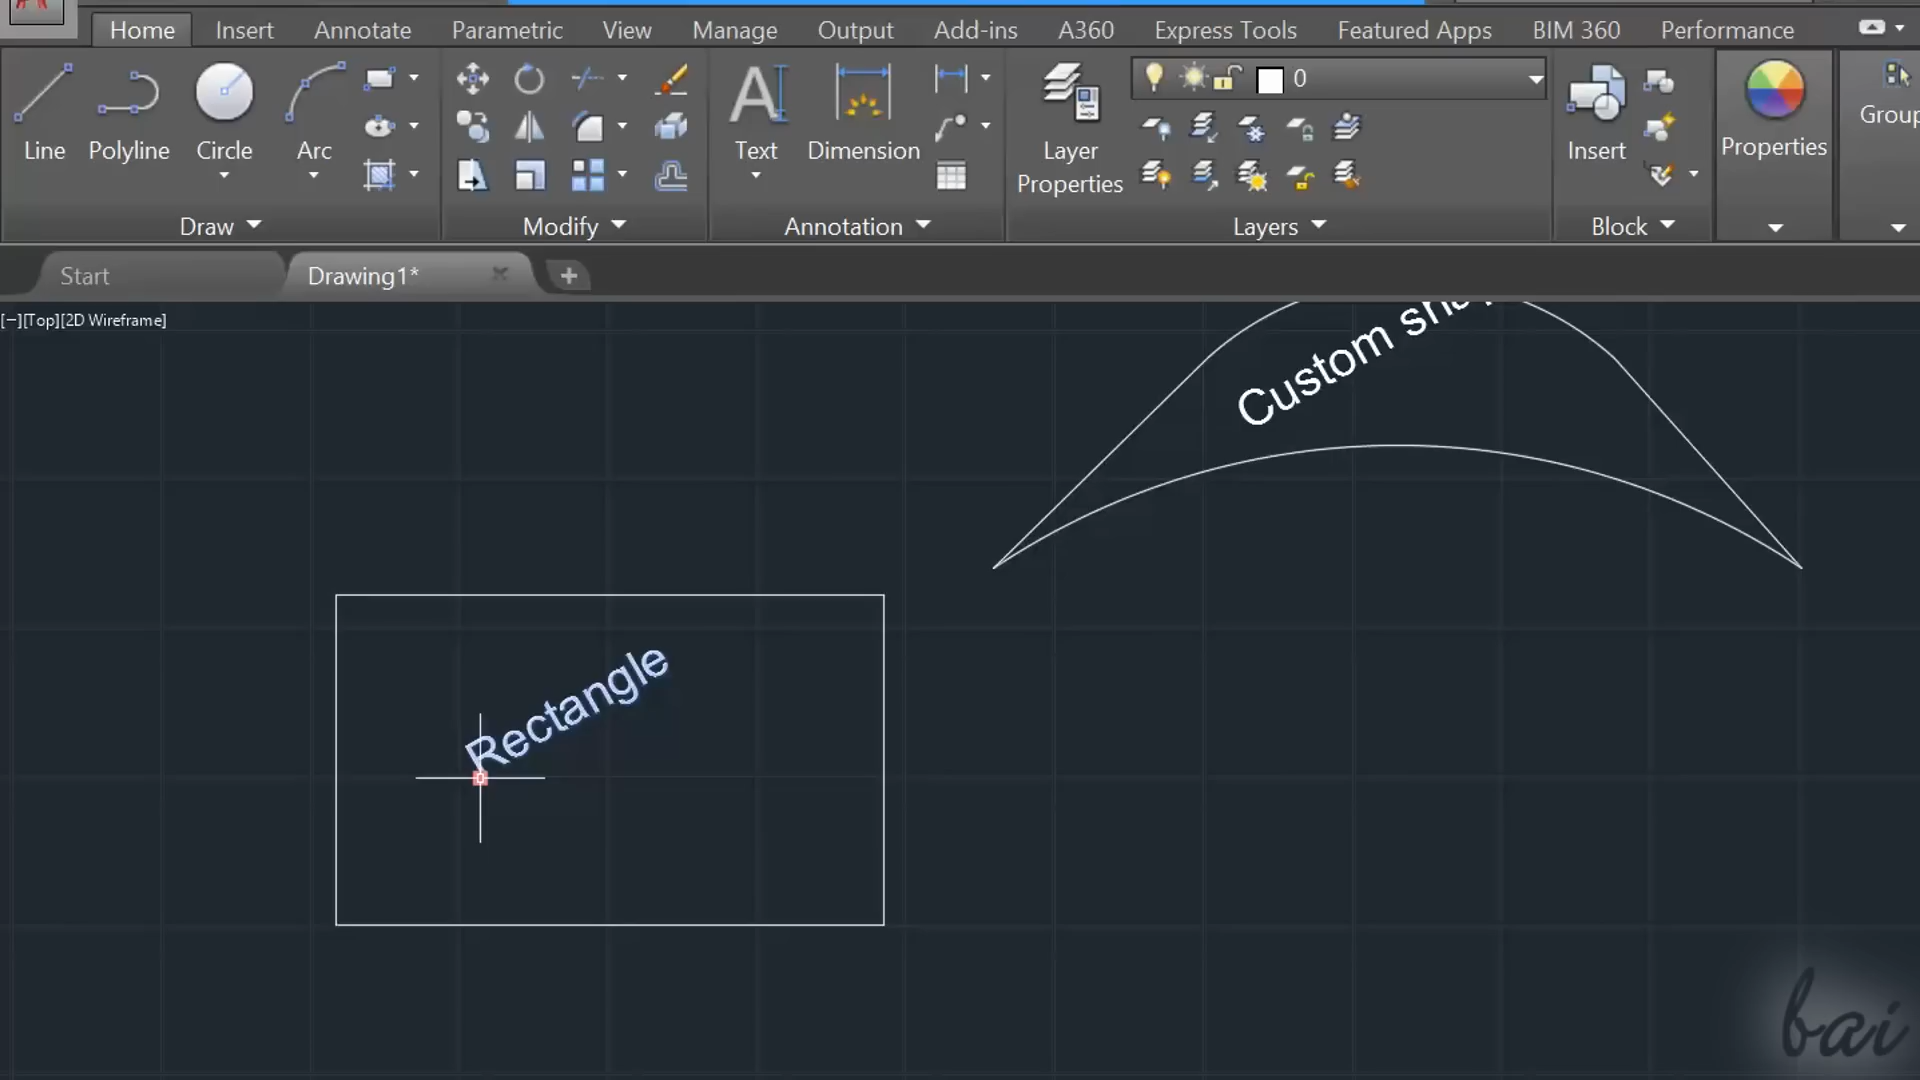 Home Insert Annotate Parametric View Manage Output Add-ins A360 Express Tools Featured Apps BIM 360 Performance
0
Line Polyline Circle Arc Text Dimension Layer Properties Insert Properties Group
Draw Modify Annotation Layers Block
Start Drawing1*
[−][Top][2D Wireframe]
Custom
Rectangle
bai